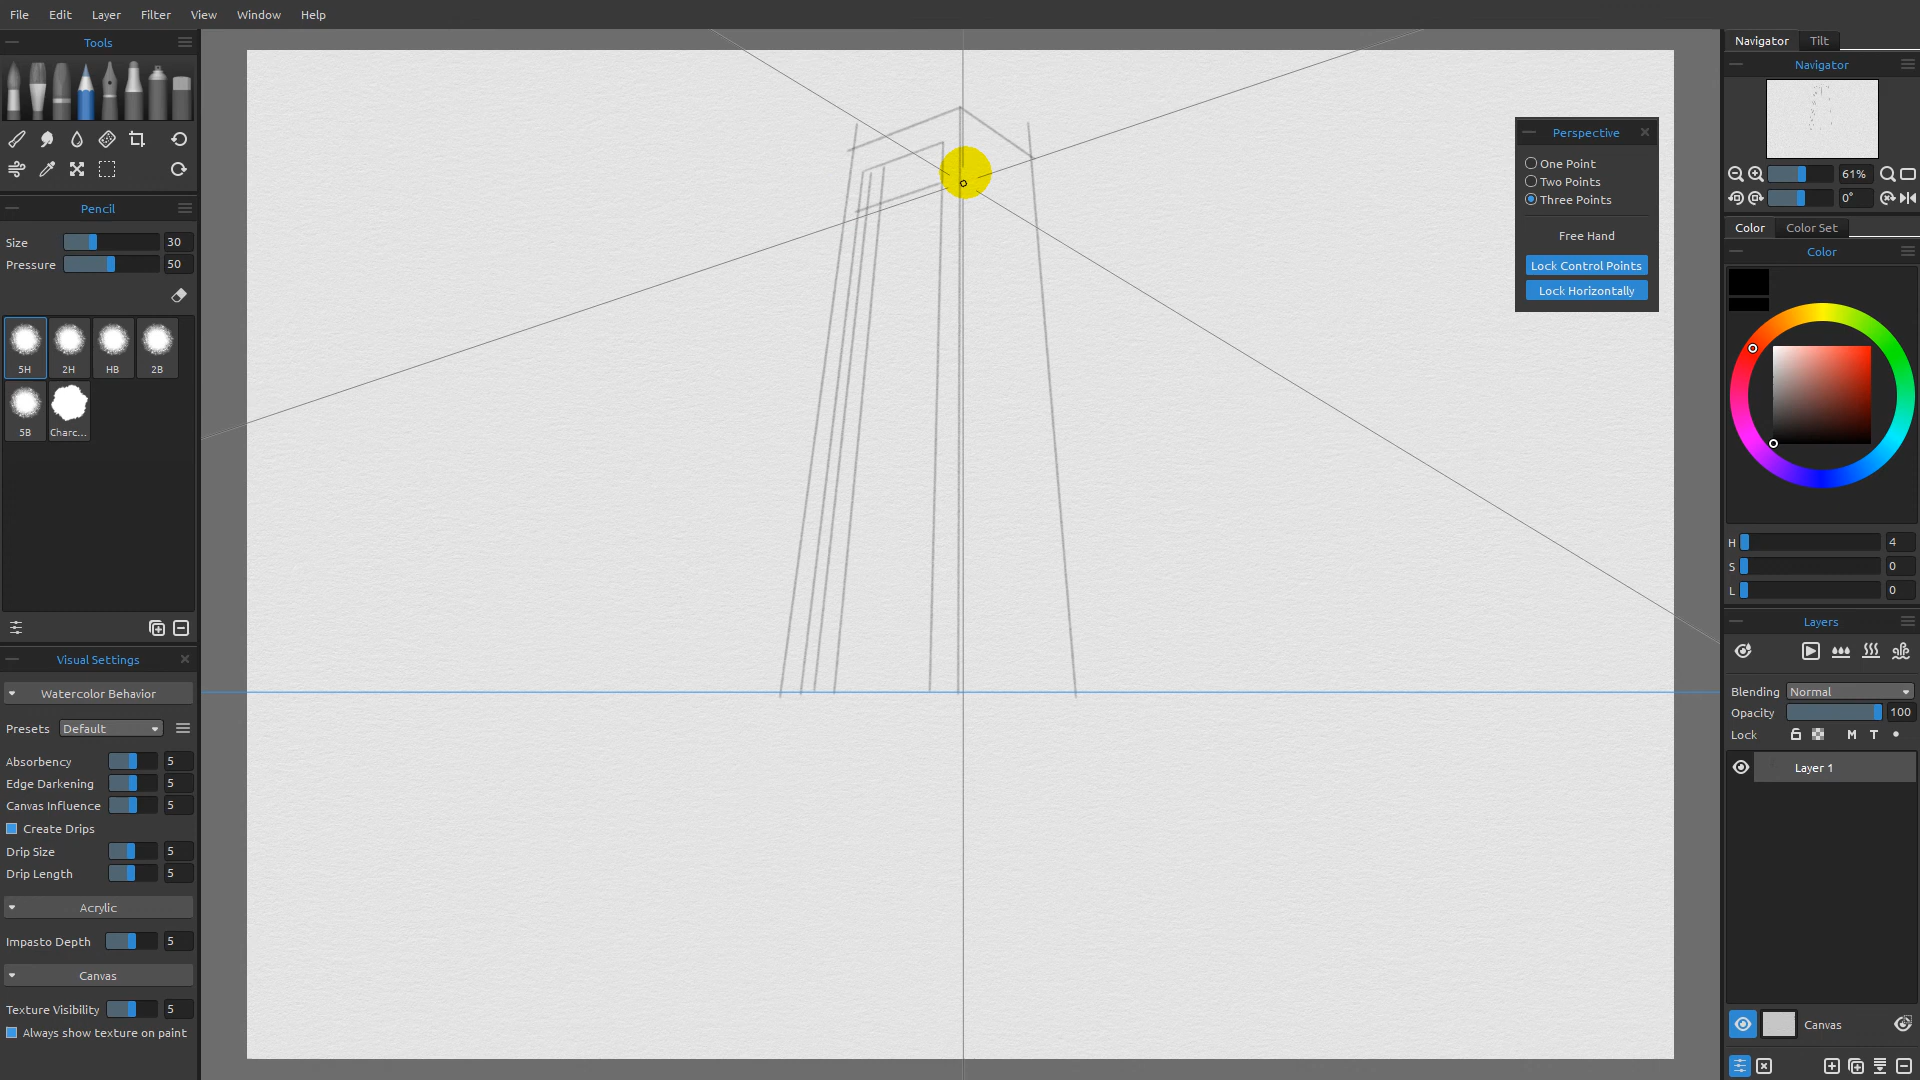 File Edit Layer Filter View Window Help
Tools
Pencil
Size 30
Pressure 50
5H 2H HB 2B
5B Charc...
Visual Settings
Watercolor Behavior
Presets Default
Absorbency 5
Edge Darkening 5
Canvas Influence 5
Create Drips
Drip Size 5
Drip Length 5
Acrylic
Impasto Depth 5
Canvas
Texture Visibility 5
Always show texture on paint
Perspective
One Point
Two Points
Three Points
Free Hand
Lock Control Points
Lock Horizontally
Navigator Tilt
Navigator
61%
0°
Color Color Set
Color
H 4
S 0
L 0
Layers
Blending Normal
Opacity 100
Lock M T
Layer 1
Canvas